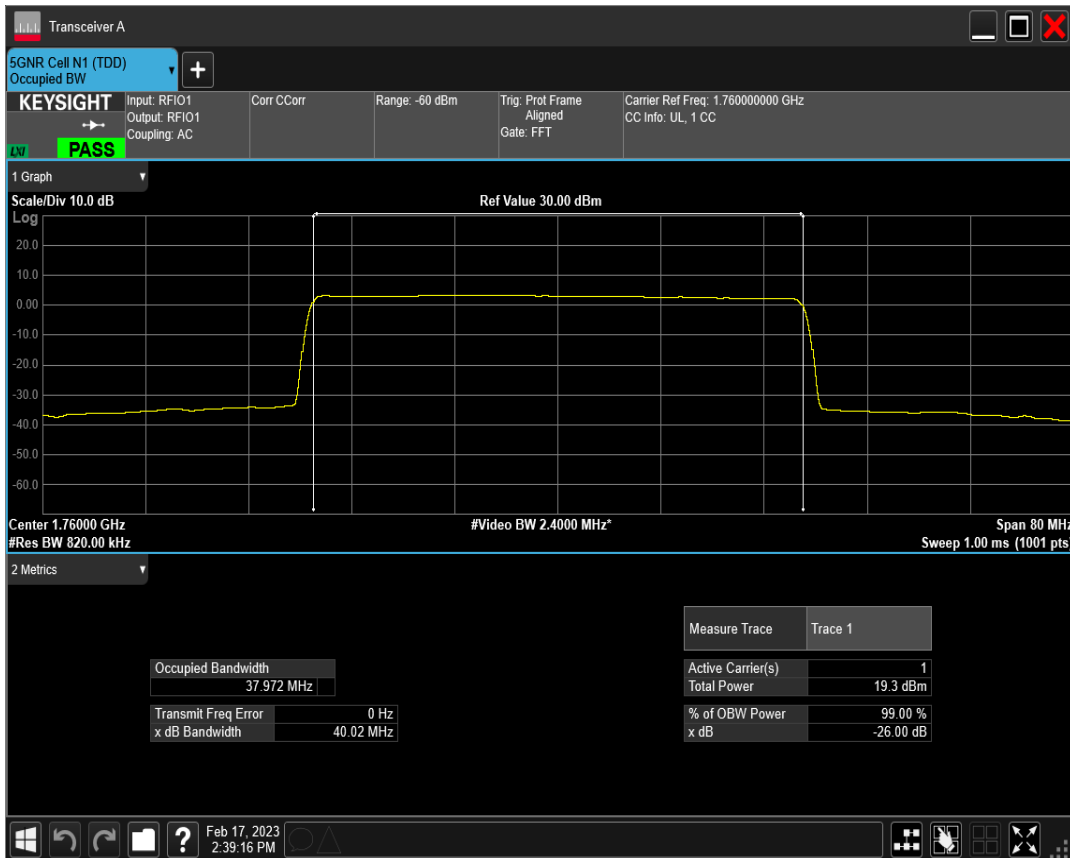 Transceiver A
5GNR Cell N1 (TDD)
Occupied BW
KEYSIGHT
LXI
PASS
Input: RFIO1
Output: RFIO1
Coupling: AC
Corr CCorr
Range: -60 dBm
Trig: Prot Frame
Aligned
Gate: FFT
Carrier Ref Freq: 1.760000000 GHz
CC Info: UL, 1 CC
1 Graph
Scale/Div 10.0 dB
Ref Value 30.00 dBm
Log
20.0
10.0
0.00
-10.0
-20.0
-30.0
-40.0
-50.0
-60.0
Center 1.76000 GHz
#Video BW 2.4000 MHz*
Span 80 MHz
#Res BW 820.00 kHz
Sweep 1.00 ms (1001 pts)
2 Metrics
Measure Trace
Trace 1
Occupied Bandwidth
37.972 MHz
Active Carrier(s) 1
Total Power 19.3 dBm
Transmit Freq Error 0 Hz
x dB Bandwidth 40.02 MHz
% of OBW Power 99.00 %
x dB -26.00 dB
?
Feb 17, 2023
2:39:16 PM